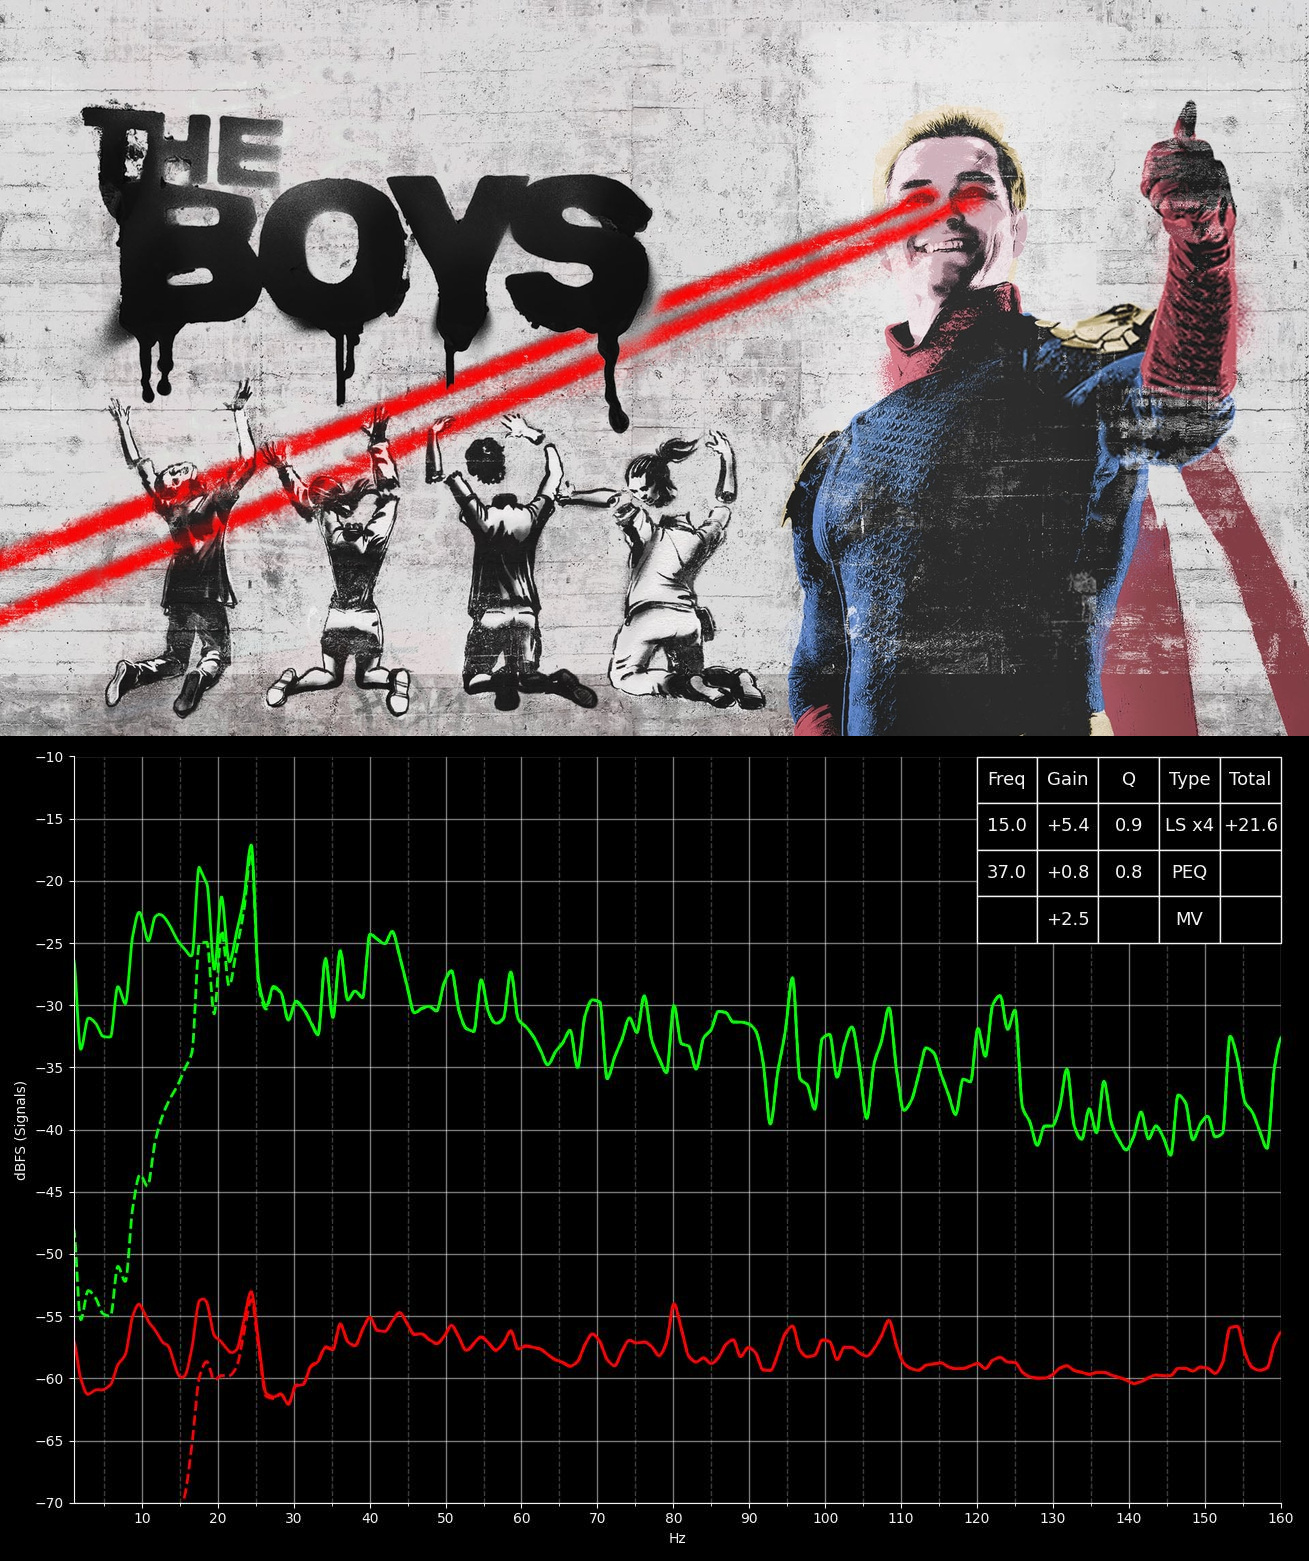 THE
BOYS
Freq Gain Q Type Total
15.0 +5.4 0.9 LS x4 +21.6
37.0 +0.8 0.8 PEQ
+2.5 MV
−10
−15
−20
−25
−30
−35
−40
−45
−50
−55
−60
−65
−70
dBFS (Signals)
10 20 30 40 50 60 70 80 90 100 110 120 130 140 150 160
Hz